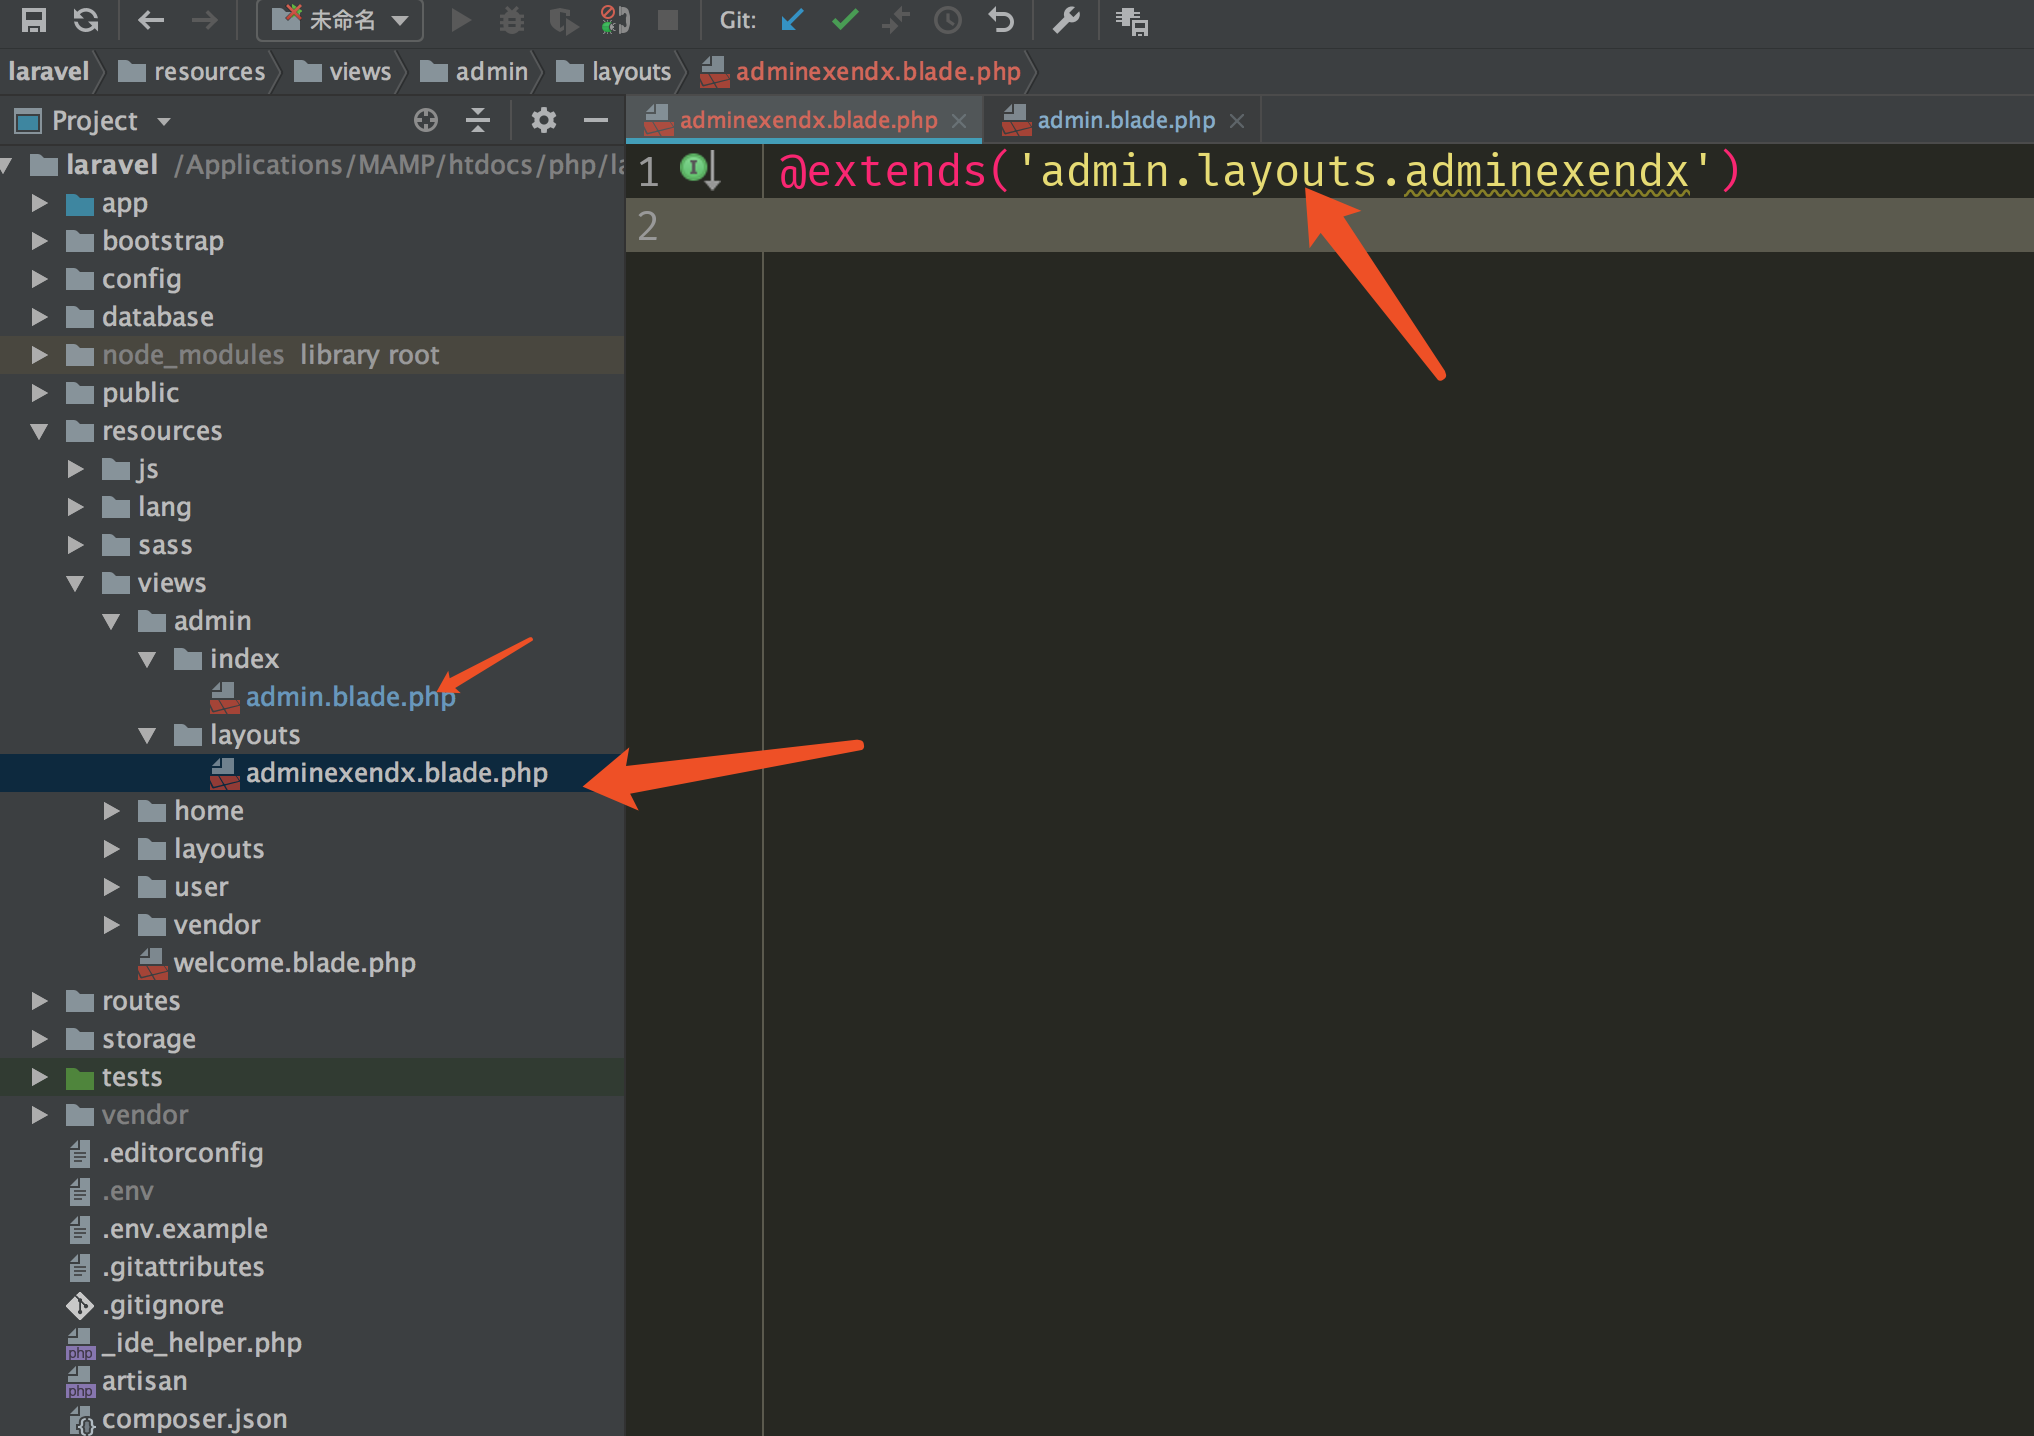 未命名 Git:
laravel resources views admin layouts adminexendx.blade.php
Project
adminexendx.blade.php admin.blade.php
laravel /Applications/MAMP/htdocs/php/la
1 @extends('admin.layouts.adminexendx')
2
app
bootstrap
config
database
node_modules library root
public
resources
js
lang
sass
views
admin
index
admin.blade.php
layouts
adminexendx.blade.php
home
layouts
user
vendor
welcome.blade.php
routes
storage
tests
vendor
.editorconfig
.env
.env.example
.gitattributes
.gitignore
php _ide_helper.php
php artisan
composer.json